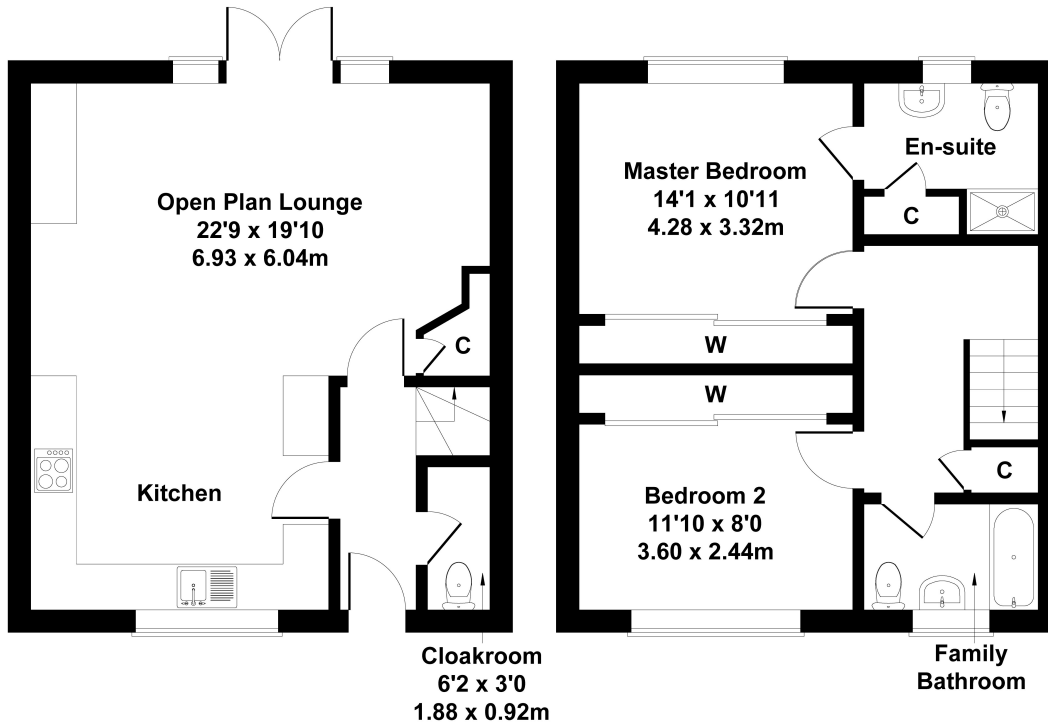 Open Plan Lounge
22'9 x 19'10
6.93 x 6.04m
C
Kitchen
Cloakroom
6'2 x 3'0
1.88 x 0.92m
Master Bedroom
14'1 x 10'11
4.28 x 3.32m
En-suite
C
W
W
Bedroom 2
11'10 x 8'0
3.60 x 2.44m
C
Family
Bathroom